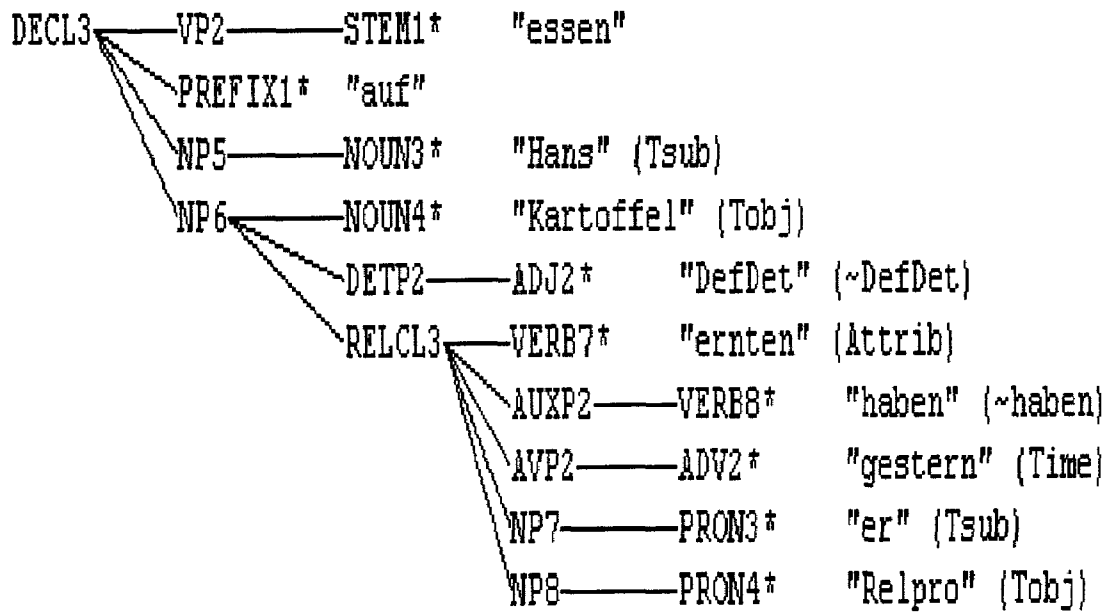 DECL3 VP2 STEM1* "essen"
PREFIX1* "auf"
NP5 NOUN3* "Hans" (Tsub)
NP6 NOUN4* "Kartoffel" (Tobj)
DETP2 ADJ2* "DefDet" (~DefDet)
RELCL3 VERB7* "ernten" (Attrib)
AUXP2 VERB8* "haben" (~haben)
AVP2 ADV2* "gestern" (Time)
NP7 PRON3* "er" (Tsub)
NP8 PRON4* "Relpro" (Tobj)